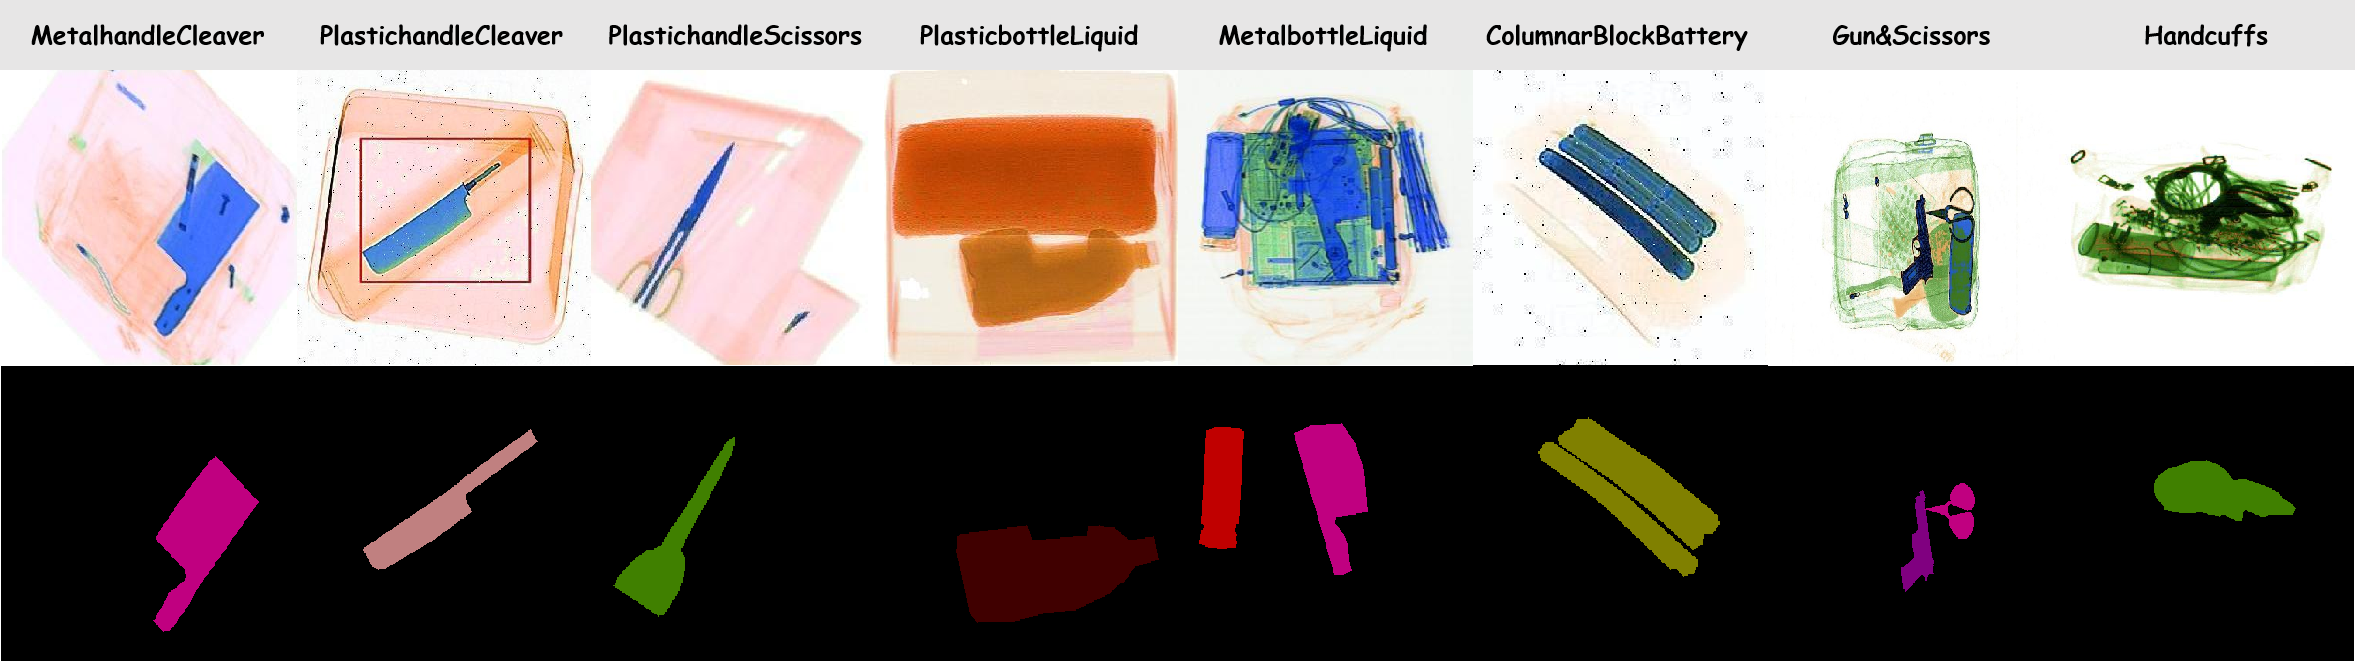 MetalhandleCleaver PlastichandleCleaver PlastichandleScissors PlasticbottleLiquid MetalbottleLiquid ColumnarBlockBattery Gun&Scissors Handcuffs